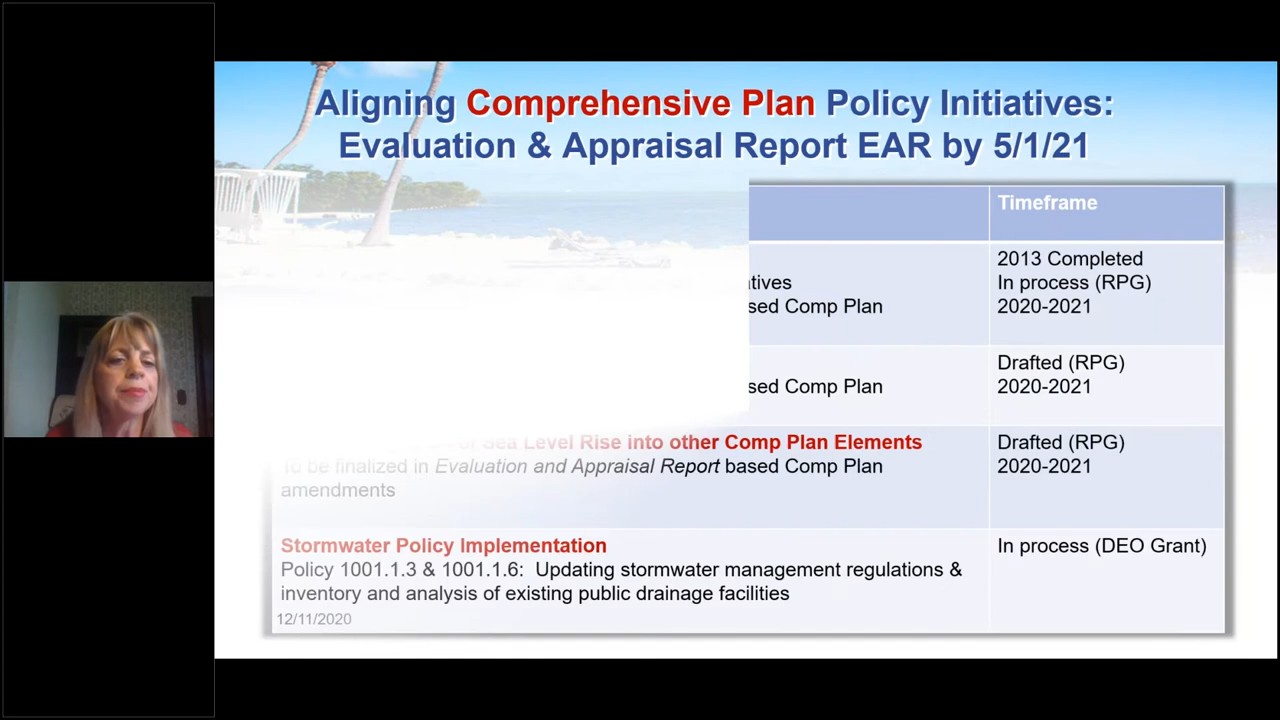 Aligning Comprehensive Plan Policy Initiatives:
Evaluation & Appraisal Report EAR by 5/1/21
Timeframe
2013 Completed
In process (RPG)
2020-2021
Comp Plan
Drafted (RPG)
2020-2021
Comp Plan
of Sea Level Rise into other Comp Plan Elements
Drafted (RPG)
To be finalized in Evaluation and Appraisal Report based Comp Plan
2020-2021
amendments
Stormwater Policy Implementation
In process (DEO Grant)
Policy 1001.1.3 & 1001.1.6: Updating stormwater management regulations &
inventory and analysis of existing public drainage facilities
12/11/2020